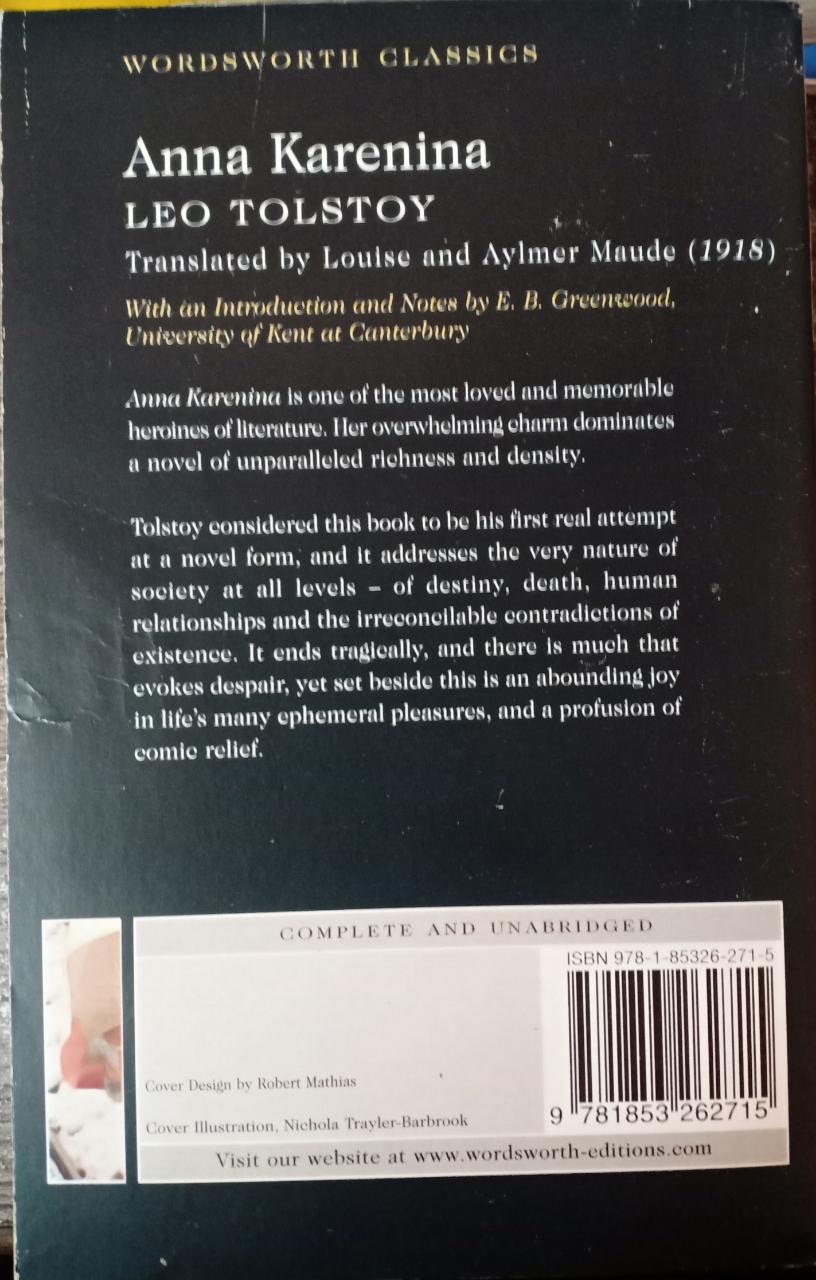 WORDSWORTH CLASSICS
Anna Karenina
LEO TOLSTOY
Translated by Louise and Aylmer Maude (1918)
With an Introduction and Notes by E. B. Greenwood,
University of Kent at Canterbury
Anna Karenina is one of the most loved and memorable
heroines of literature. Her overwhelming charm dominates
a novel of unparalleled richness and density.
Tolstoy considered this book to be his first real attempt
at a novel form, and it addresses the very nature of
society at all levels – of destiny, death, human
relationships and the irreconcilable contradictions of
existence. It ends tragically, and there is much that
evokes despair, yet set beside this is an abounding joy
in life's many ephemeral pleasures, and a profusion of
comic relief.
COMPLETE AND UNABRIDGED
ISBN 978-1-85326-271-5
Cover Design by Robert Mathias
Cover Illustration, Nichola Trayler-Barbrook
9 781853 262715
Visit our website at www.wordsworth-editions.com